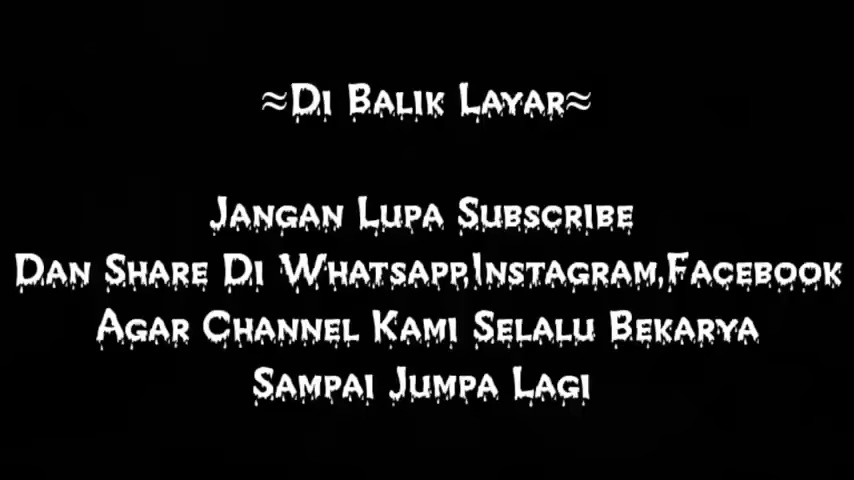 ≈Di Balik Layar≈
Jangan Lupa Subscribe
Dan Share Di Whatsapp,Instagram,Facebook
Agar Channel Kami Selalu Bekarya
Sampai Jumpa Lagi